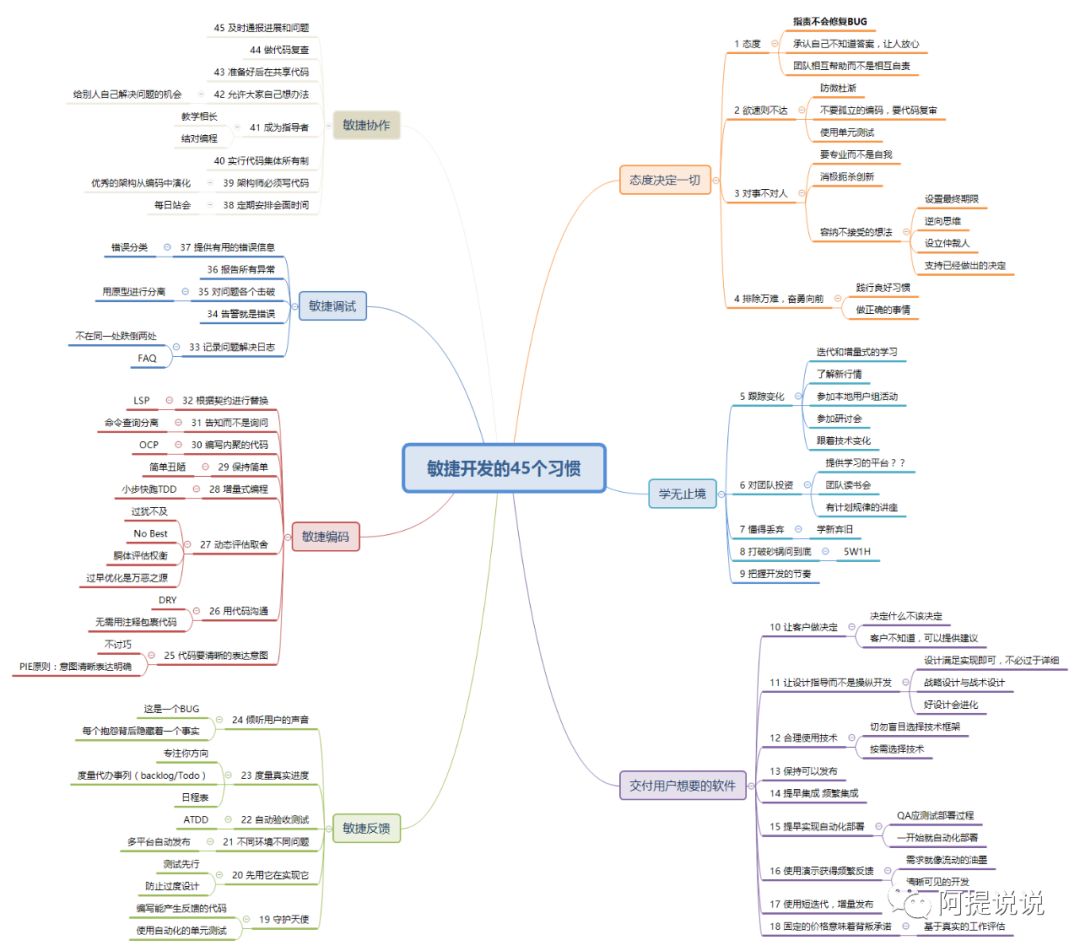 敏捷开发的45个习惯
态度决定一切
1 态度
指责不会修复BUG
承认自己不知道答案，让人放心
团队相互帮助而不是相互自责
2 欲速则不达
防微杜渐
不要孤立的编码，要代码复审
使用单元测试
3 对事不对人
要专业而不是自我
消极扼杀创新
容纳不接受的想法
设置最终期限
逆向思维
设立仲裁人
支持已经做出的决定
4 排除万难，奋勇向前
践行良好习惯
做正确的事情
学无止境
5 跟踪变化
迭代和增量式的学习
了解新行情
参加本地用户组活动
参加研讨会
跟着技术变化
6 对团队投资
提供学习的平台？？
团队读书会
有计划规律的讲座
7 懂得丢弃
学新弃旧
8 打破砂锅问到底
5W1H
9 把握开发的节奏
交付用户想要的软件
10 让客户做决定
决定什么不该决定
客户不知道，可以提供建议
11 让设计指导而不是操纵开发
设计满足实现即可，不必过于详细
战略设计与战术设计
好设计会进化
12 合理使用技术
切勿盲目选择技术框架
按需选择技术
13 保持可以发布
14 提早集成 频繁集成
15 提早实现自动化部署
QA应测试部署过程
一开始就自动化部署
16 使用演示获得频繁反馈
需求就像流动的油墨
清晰可见的开发
17 使用短迭代，增量发布
18 固定的价格意味着背叛承诺
基于真实的工作评估
敏捷协作
45 及时通报进展和问题
44 做代码复查
43 准备好后在共享代码
42 允许大家自己想办法
给别人自己解决问题的机会
41 成为指导者
教学相长
结对编程
40 实行代码集体所有制
39 架构师必须写代码
优秀的架构从编码中演化
38 定期安排会面时间
每日站会
敏捷调试
37 提供有用的错误信息
错误分类
36 报告所有异常
35 对问题各个击破
用原型进行分离
34 告警就是错误
33 记录问题解决日志
不在同一处跌倒两处
FAQ
敏捷编码
32 根据契约进行替换
LSP
31 告知而不是询问
命令查询分离
30 编写内聚的代码
OCP
29 保持简单
简单丑陋
28 增量式编程
小步快跑TDD
27 动态评估取舍
过犹不及
No Best
胴体评估权衡
过早优化是万恶之源
26 用代码沟通
DRY
无需用注释包裹代码
25 代码要清晰的表达意图
不讨巧
PIE原则：意图清晰表达明确
敏捷反馈
24 倾听用户的声音
这是一个BUG
每个抱怨背后隐藏着一个事实
23 度量真实进度
专注你方向
度量代办事列（backlog/Todo）
日程表
22 自动验收测试
ATDD
21 不同环境不同问题
多平台自动发布
20 先用它在实现它
测试先行
防止过度设计
19 守护天使
编写能产生反馈的代码
使用自动化的单元测试
阿提说说